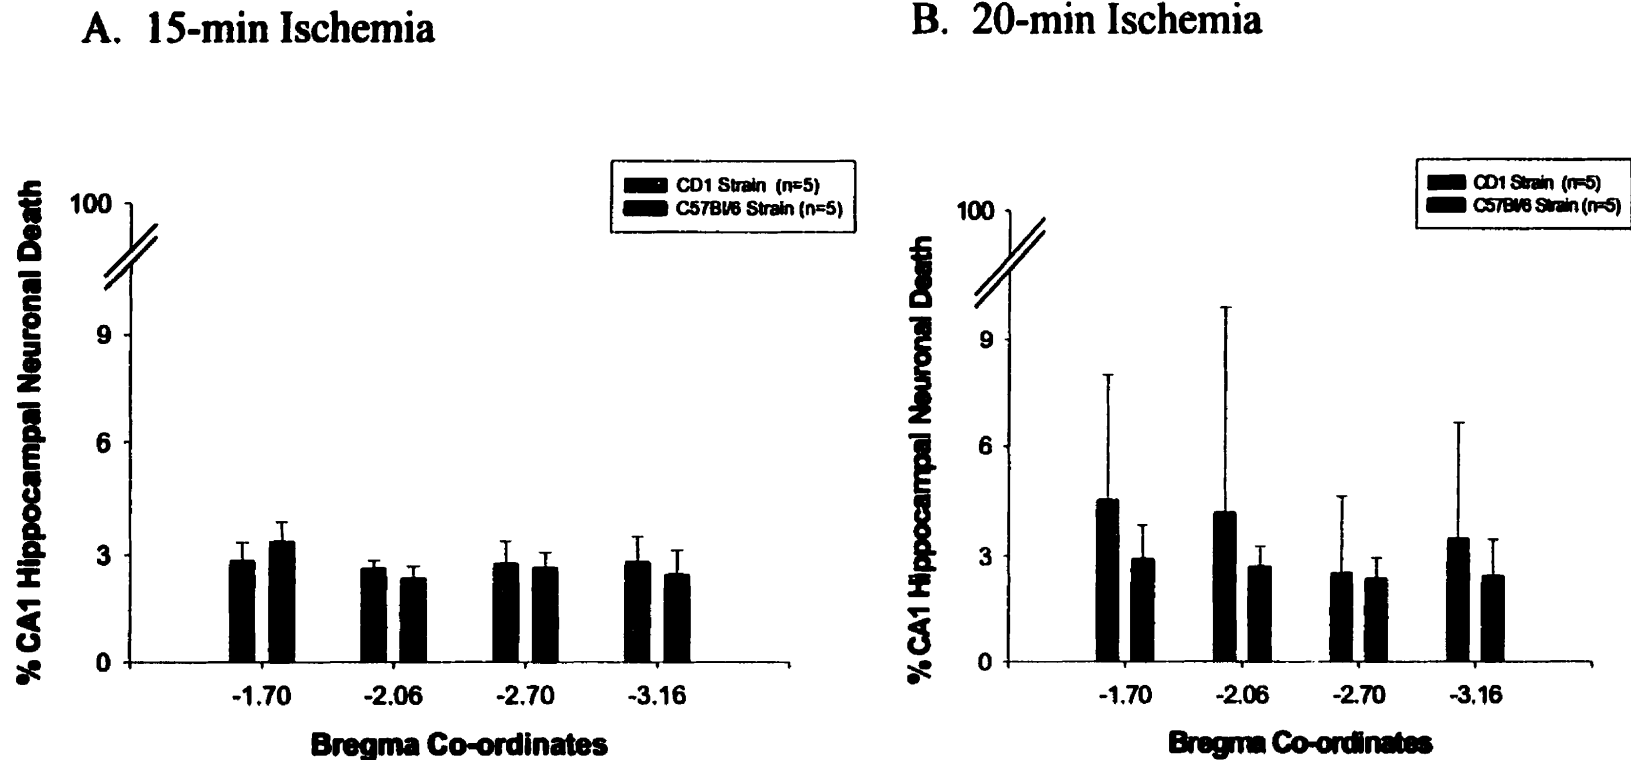 A. 15-min Ischemia
% CA1 Hippocampal Neuronal Death
100
9
6
3
0
CD1 Strain (n=5)
C57Bl/6 Strain (n=5)
-1.70 -2.06 -2.70 -3.16
Bregma Co-ordinates
B. 20-min Ischemia
% CA1 Hippocampal Neuronal Death
100
9
6
3
0
CD1 Strain (n=5)
C57Bl/6 Strain (n=5)
-1.70 -2.06 -2.70 -3.16
Bregma Co-ordinates